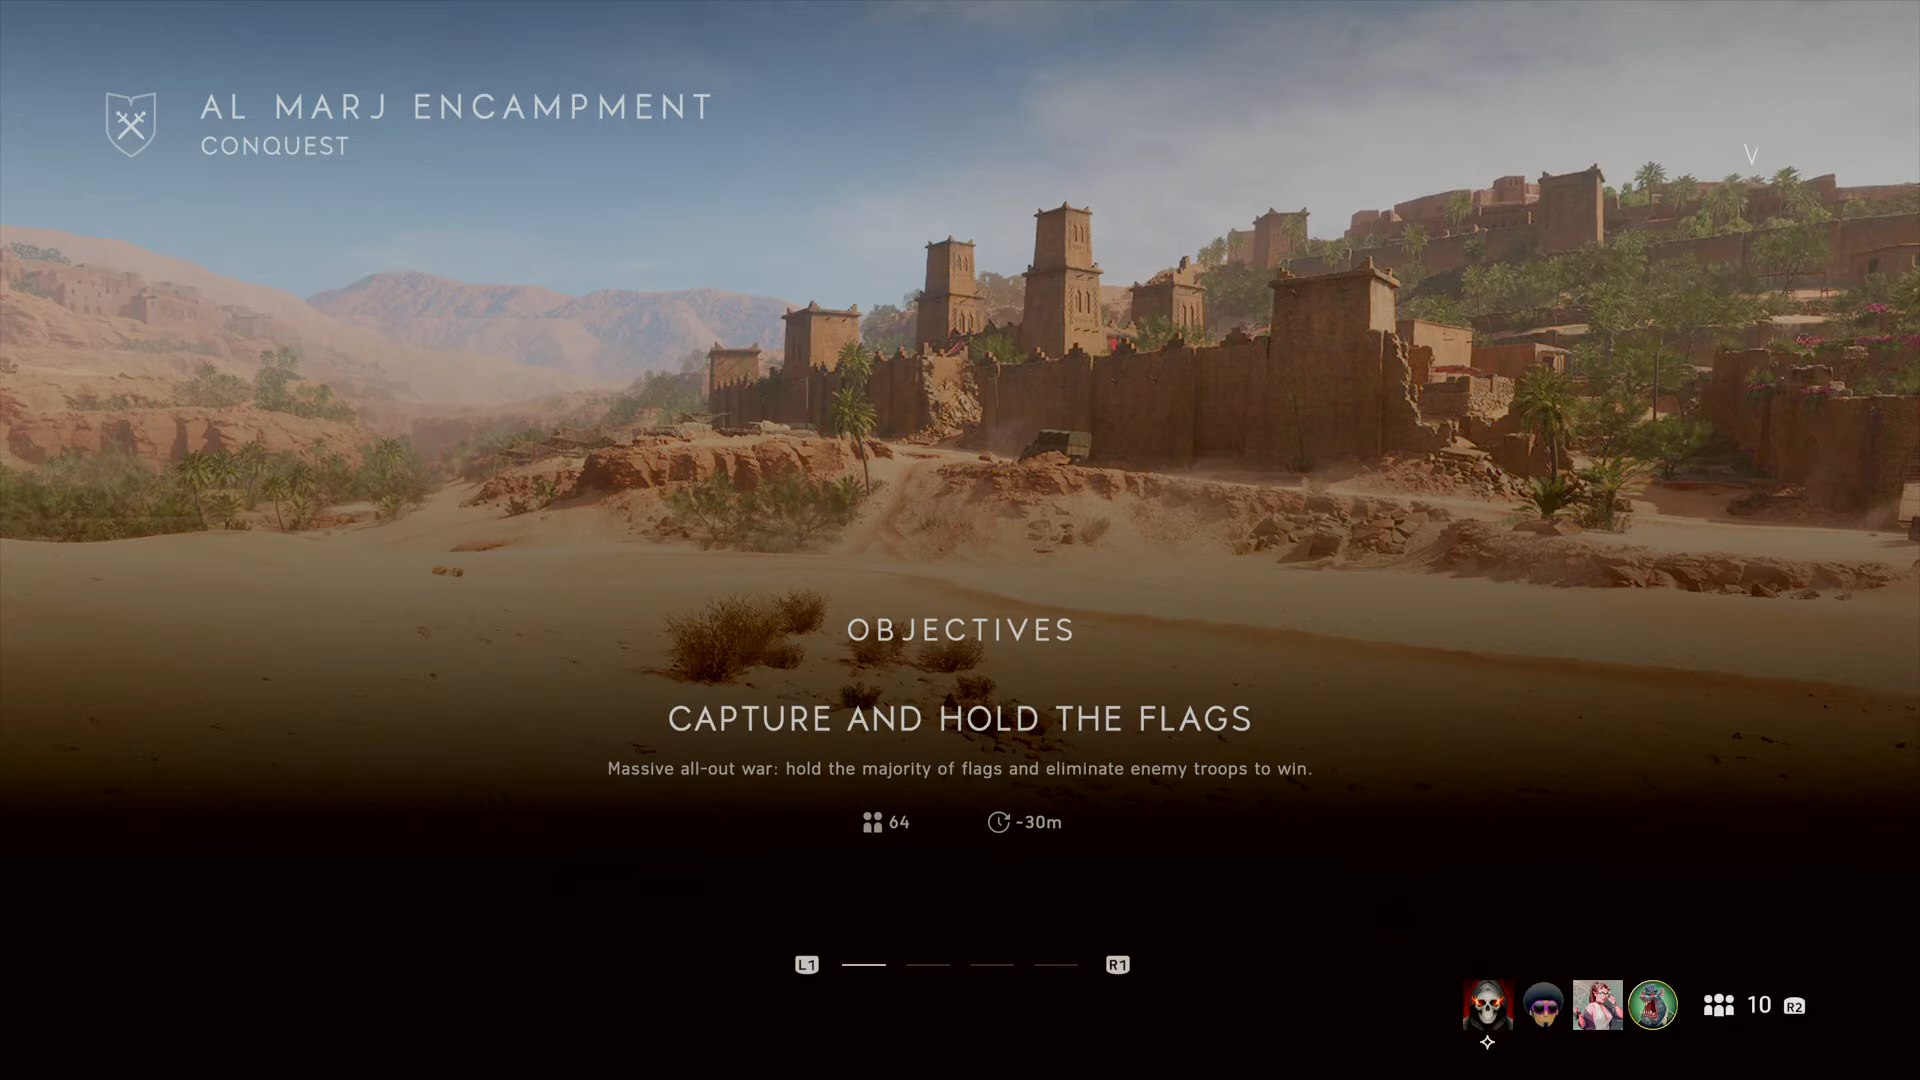 AL MARJ ENCAMPMENT
CONQUEST
V
OBJECTIVES
CAPTURE AND HOLD THE FLAGS
Massive all-out war: hold the majority of flags and eliminate enemy troops to win.
64 ~30m
L1 R1
10 R2